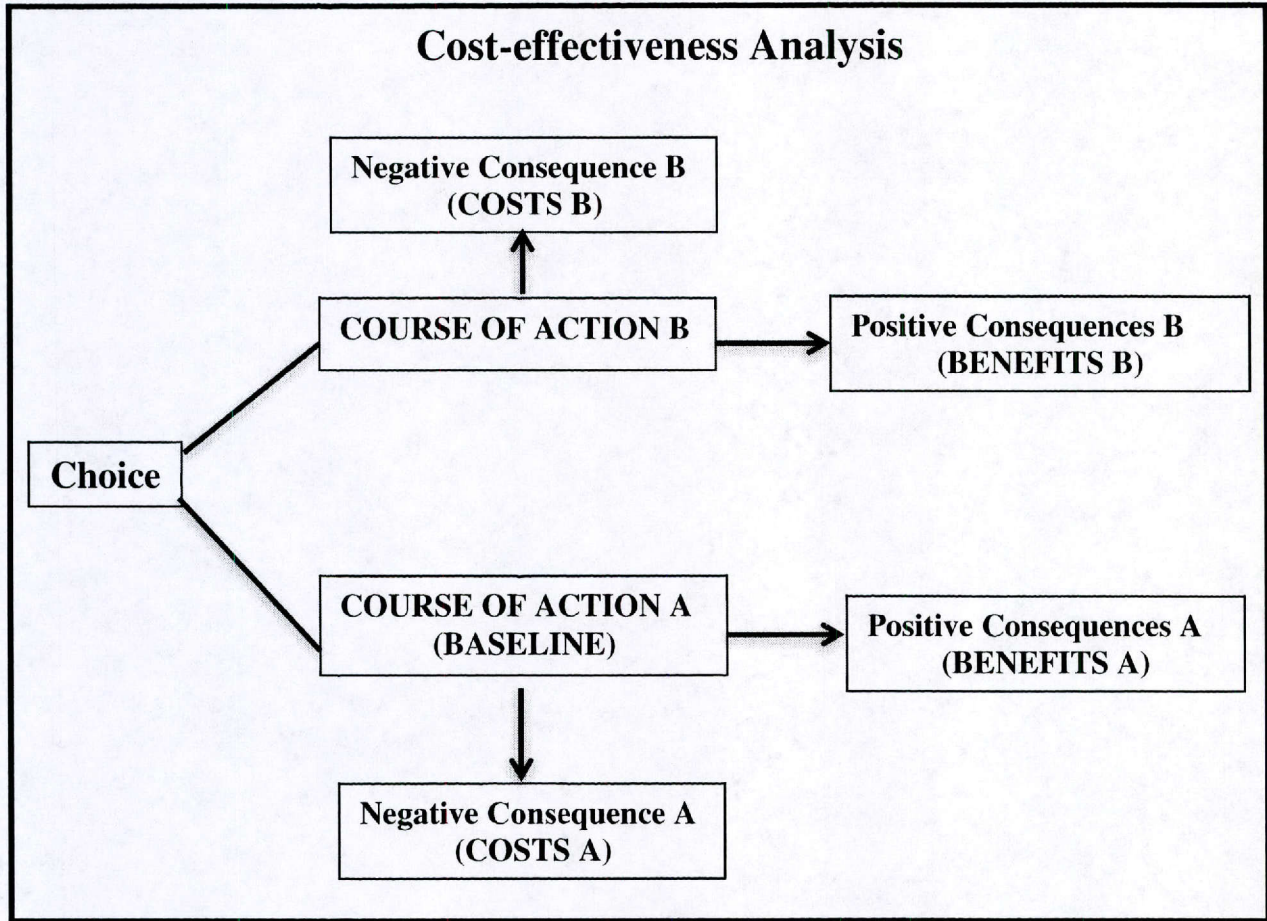 Cost-effectiveness Analysis
Negative Consequence B
(COSTS B)
COURSE OF ACTION B
Positive Consequences B
(BENEFITS B)
Choice
COURSE OF ACTION A
(BASELINE)
Positive Consequences A
(BENEFITS A)
Negative Consequence A
(COSTS A)